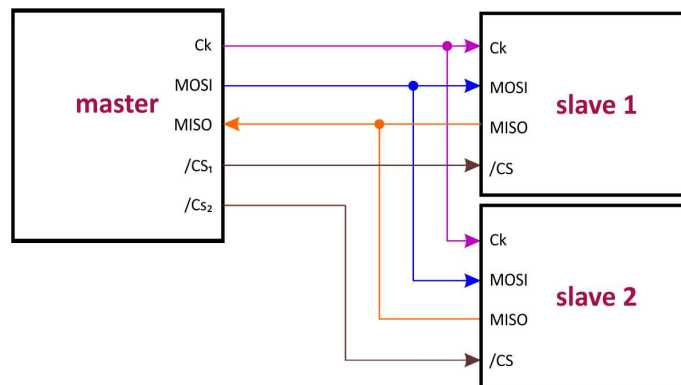 master
Ck
MOSI
MISO
/CS₁
/Cs₂
slave 1
Ck
MOSI
MISO
/CS
slave 2
Ck
MOSI
MISO
/CS